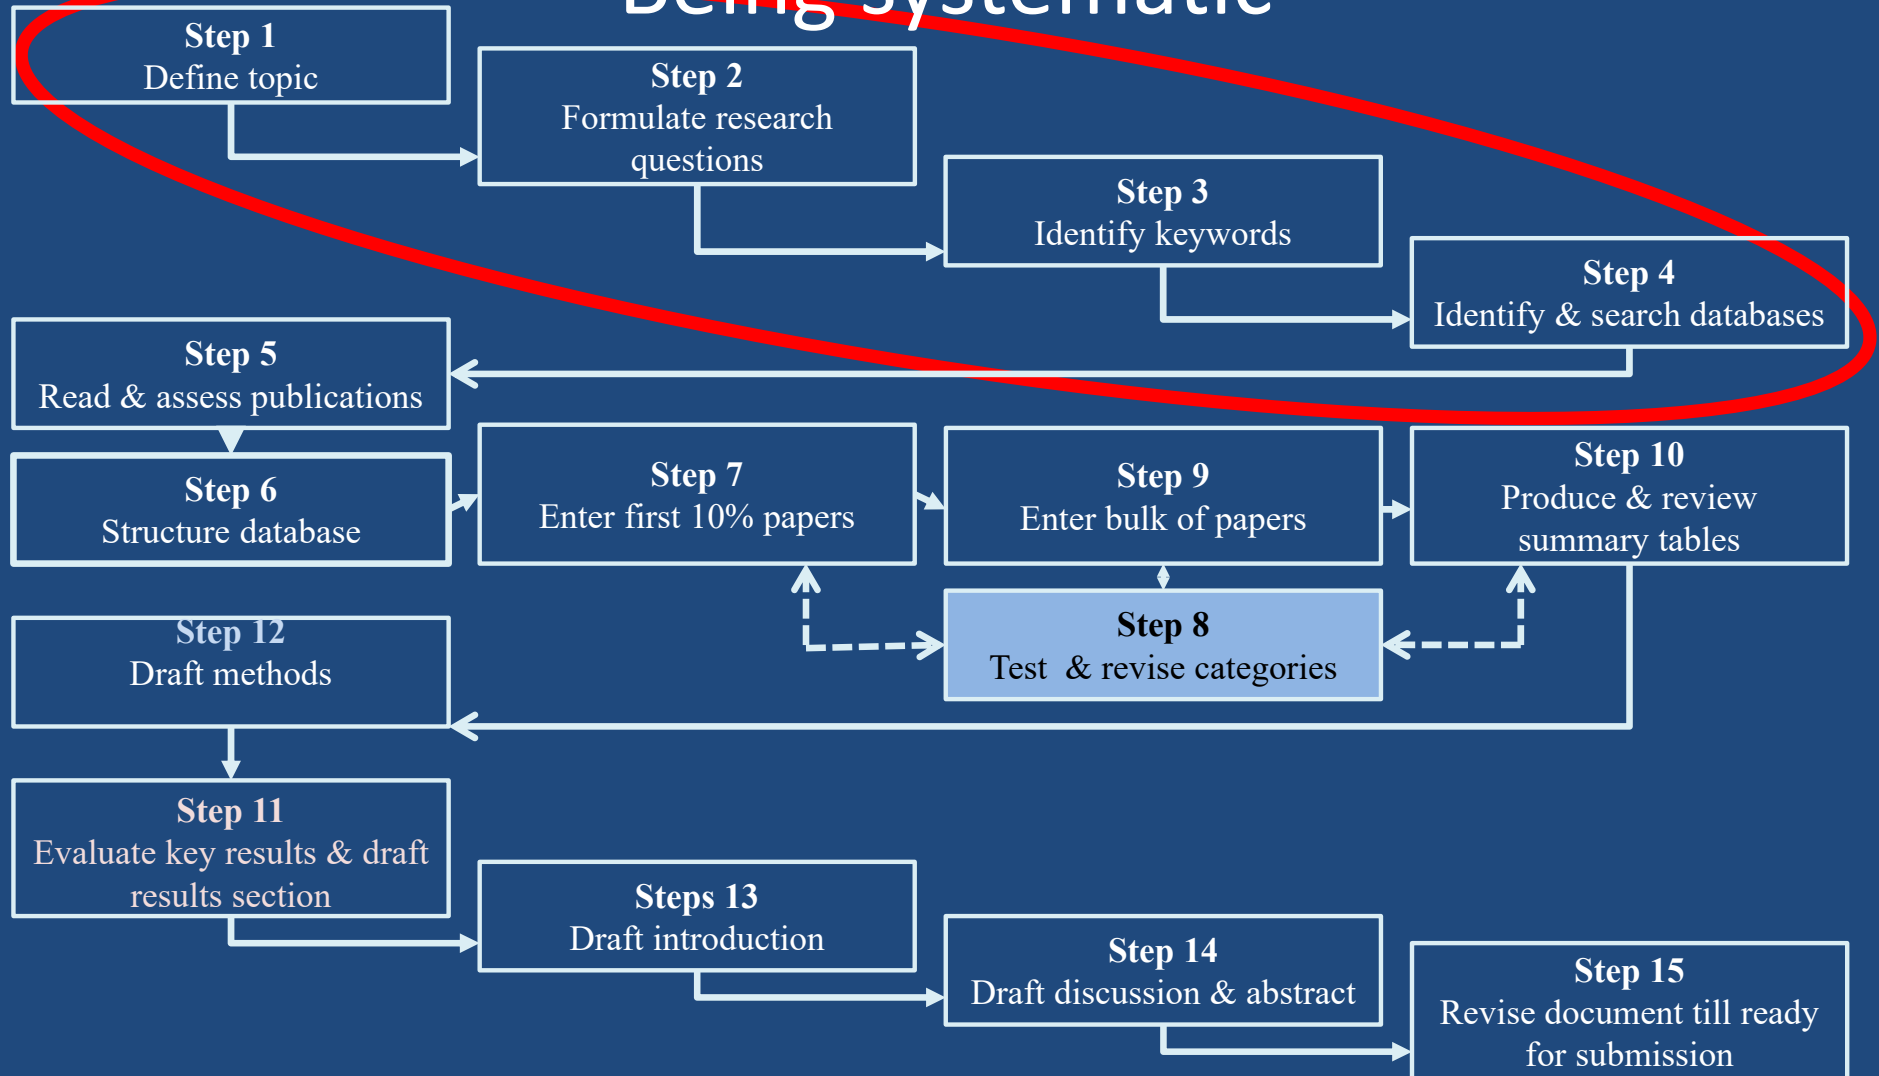 Being systematic
Step 1
Define topic
Step 2
Formulate research
questions
Step 3
Identify keywords
Step 4
Identify & search databases
Step 5
Read & assess publications
Step 6
Structure database
Step 7
Enter first 10% papers
Step 9
Enter bulk of papers
Step 10
Produce & review
summary tables
Step 8
Test & revise categories
Step 12
Draft methods
Step 11
Evaluate key results & draft
results section
Steps 13
Draft introduction
Step 14
Draft discussion & abstract
Step 15
Revise document till ready
for submission